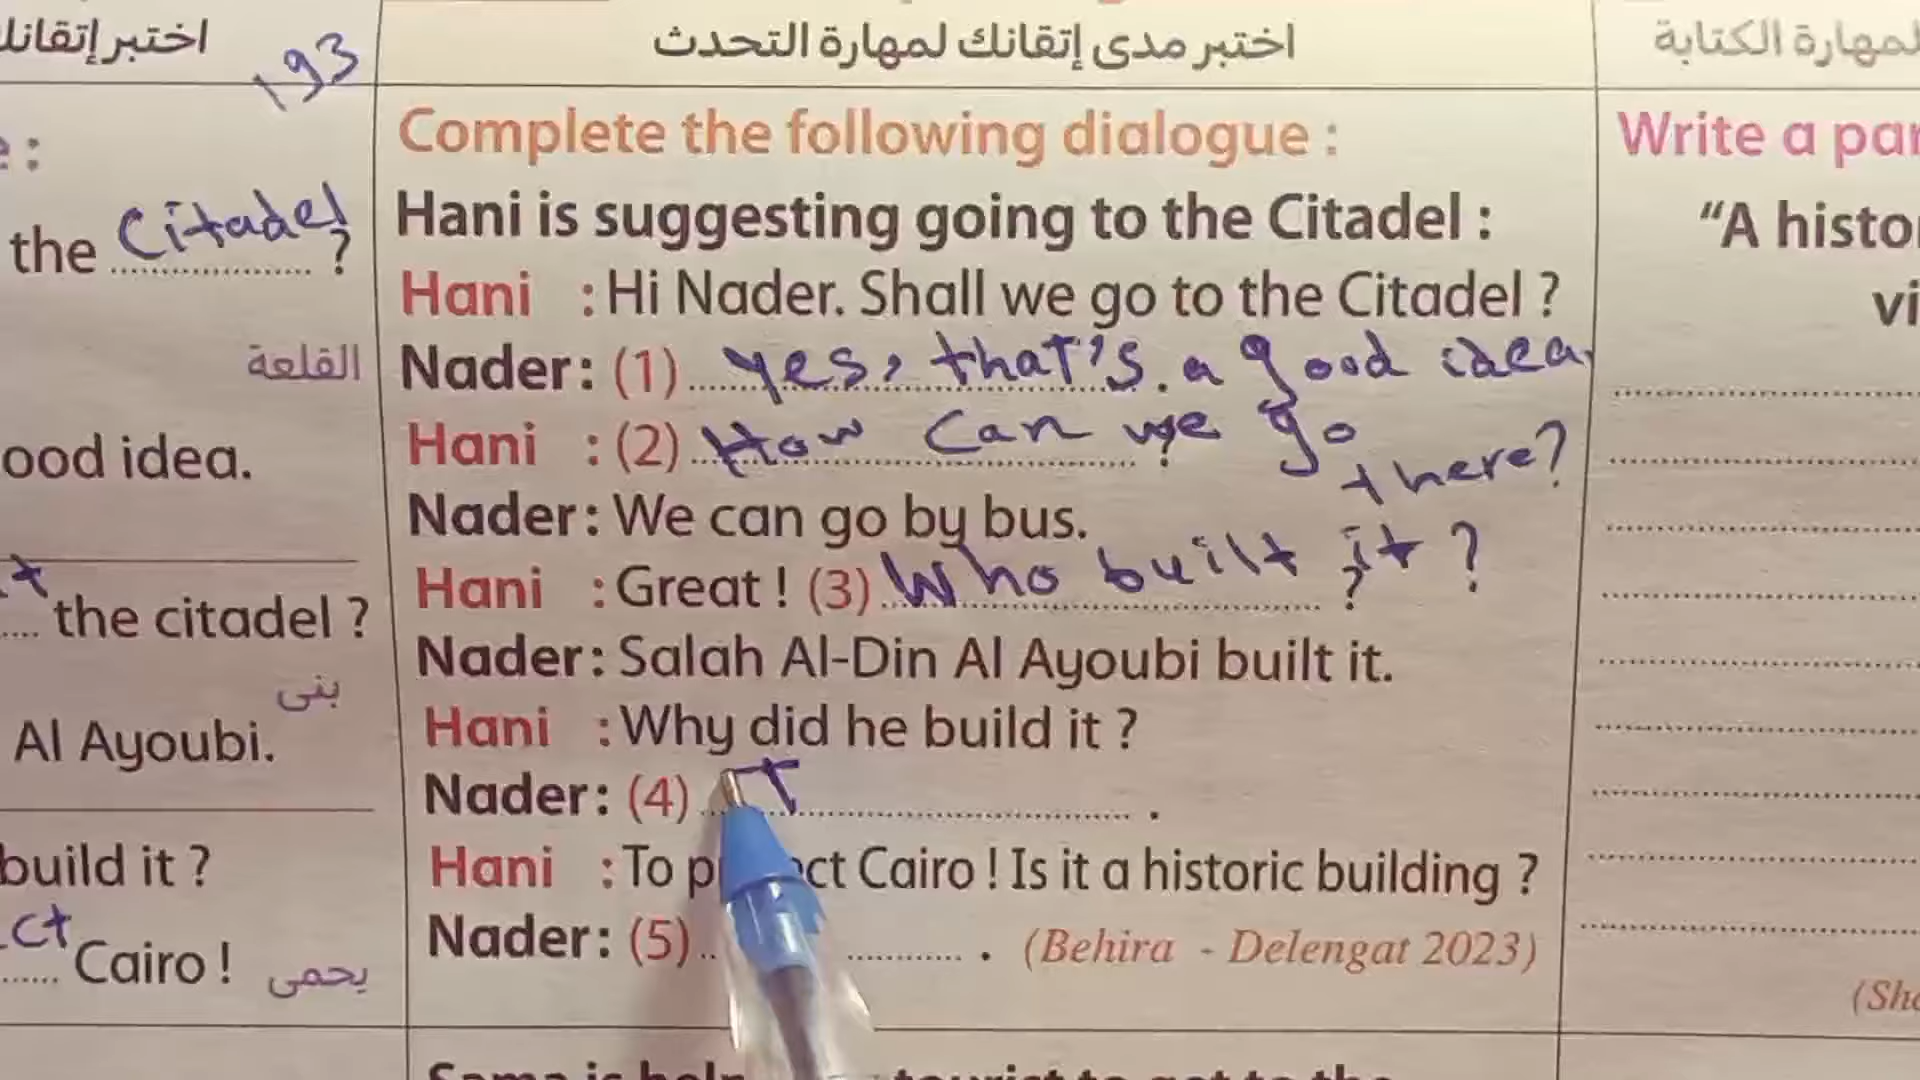 اختبر إتقانك
193
اختبر مدى إتقانك لمهارة التحدث
لمهارة الكتابة
e :
the Citadel ?
القلعة
ood idea.
ct the citadel ?
بنى
Al Ayoubi.
build it ?
ct Cairo ! يحمى
Complete the following dialogue :
Hani is suggesting going to the Citadel :
Hani : Hi Nader. Shall we go to the Citadel ?
Nader: (1) yes, that's a good idea.
Hani : (2) How can we go there? ?
Nader: We can go by bus.
Hani : Great ! (3) Who built it ? ?
Nader: Salah Al-Din Al Ayoubi built it.
Hani : Why did he build it ?
Nader: (4) T .
Hani : To p ct Cairo ! Is it a historic building ?
Nader: (5) . (Behira - Delengat 2023)
Write a par
“A histo
vi
(Sh